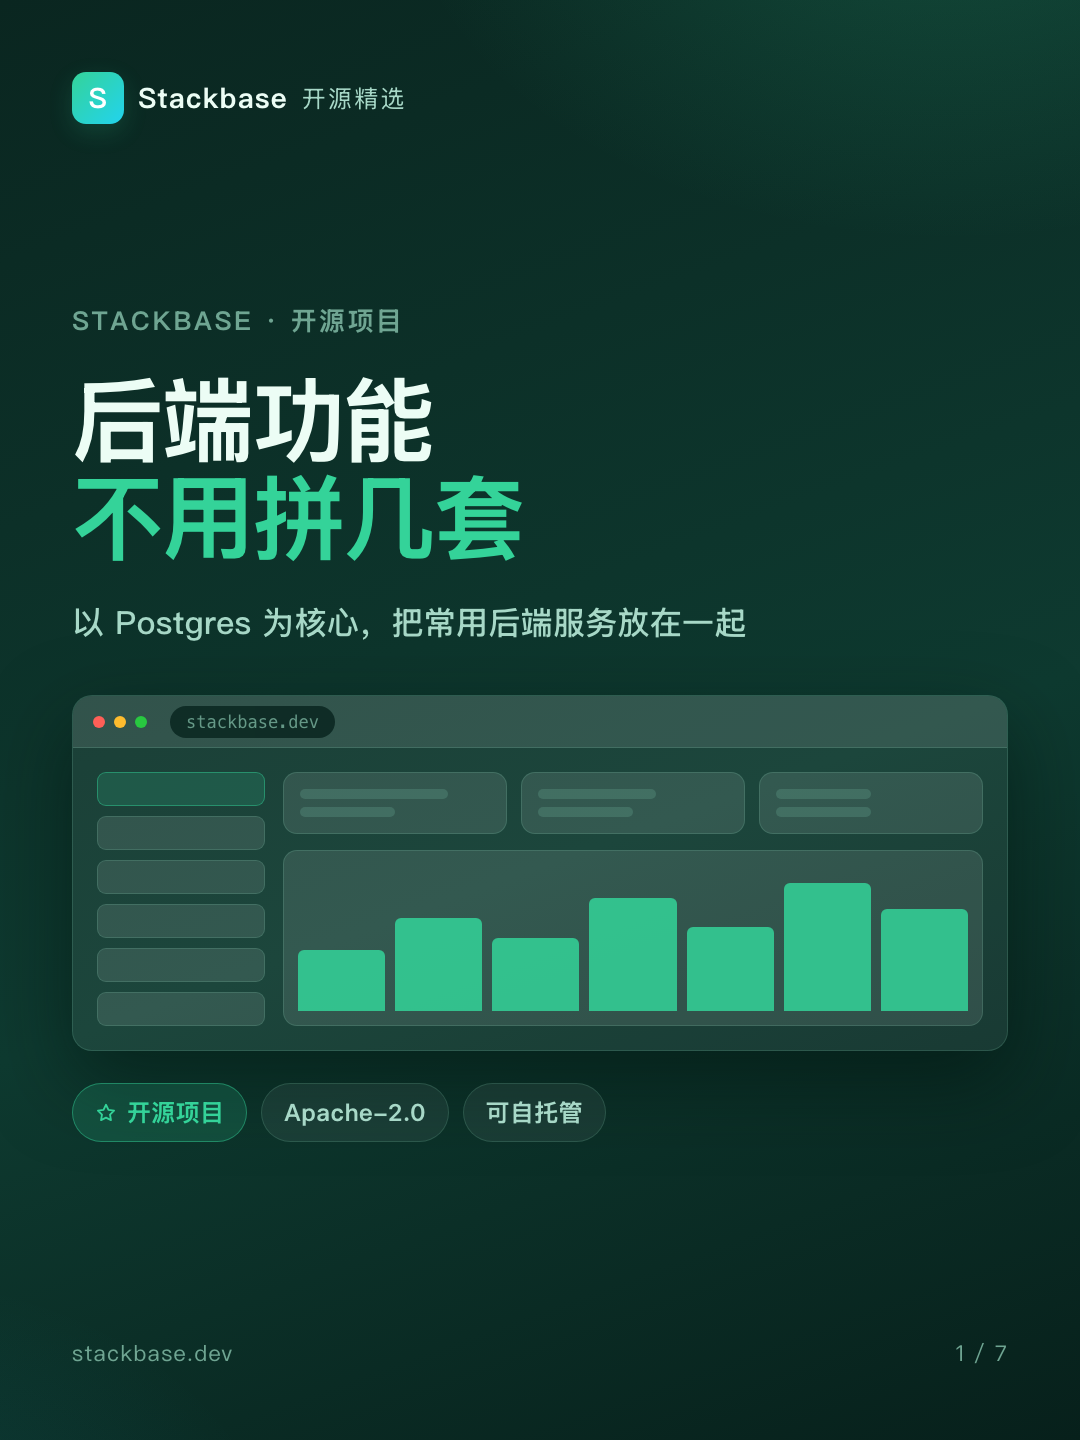 S Stackbase 开源精选
STACKBASE · 开源项目
后端功能
不用拼几套
以 Postgres 为核心，把常用后端服务放在一起
stackbase.dev
开源项目 Apache-2.0 可自托管
stackbase.dev 1 / 7